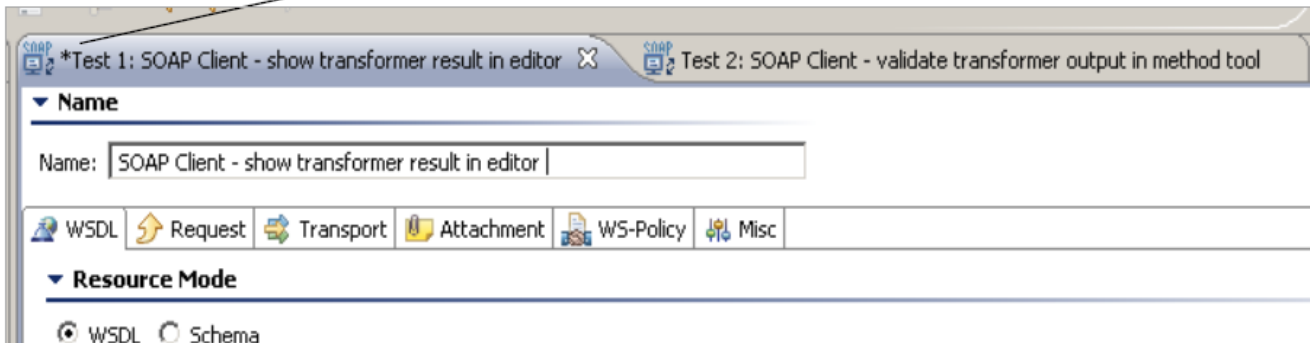 SOAP *Test 1: SOAP Client - show transformer result in editor SOAP Test 2: SOAP Client - validate transformer output in method tool
Name
Name: SOAP Client - show transformer result in editor
WSDL Request Transport Attachment WS-Policy Misc
Resource Mode
WSDL Schema